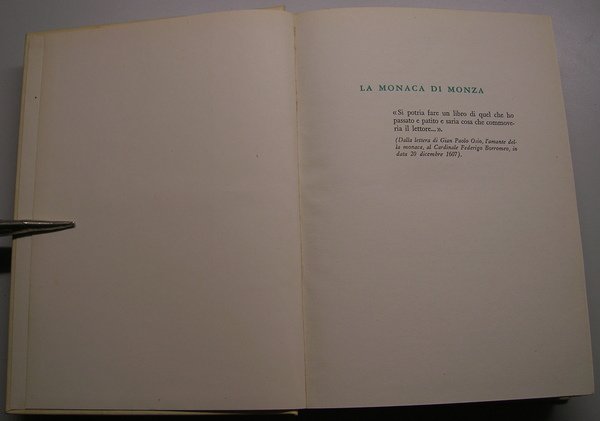 LA MONACA DI MONZA
«Si potria fare un libro di quel che ho
passato e patito e saria cosa che commove-
ria il lettore...».
(Dalla lettera di Gian Paolo Osio, l'amante del-
la monaca, al Cardinale Federigo Borromeo, in
data 20 dicembre 1607).